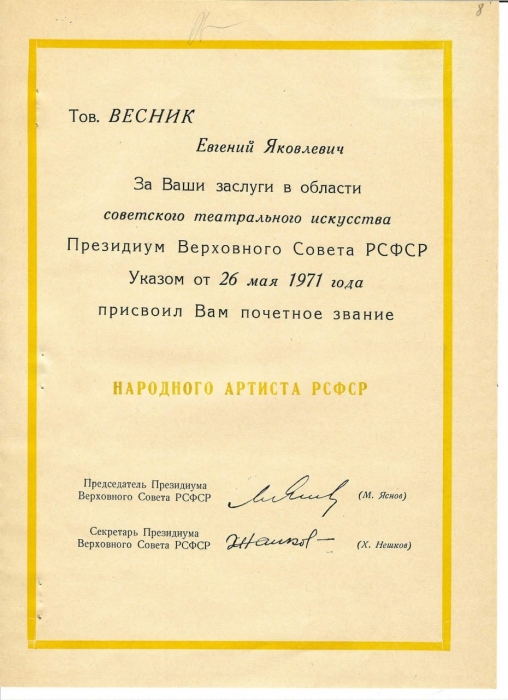 8
Тов. ВЕСНИК
Евгений Яковлевич
За Ваши заслуги в области
советского театрального искусства
Президиум Верховного Совета РСФСР
Указом от 26 мая 1971 года
присвоил Вам почетное звание
НАРОДНОГО АРТИСТА РСФСР
Председатель Президиума
Верховного Совета РСФСР
(М. Яснов)
Секретарь Президиума
Верховного Совета РСФСР
(Х. Нешков)